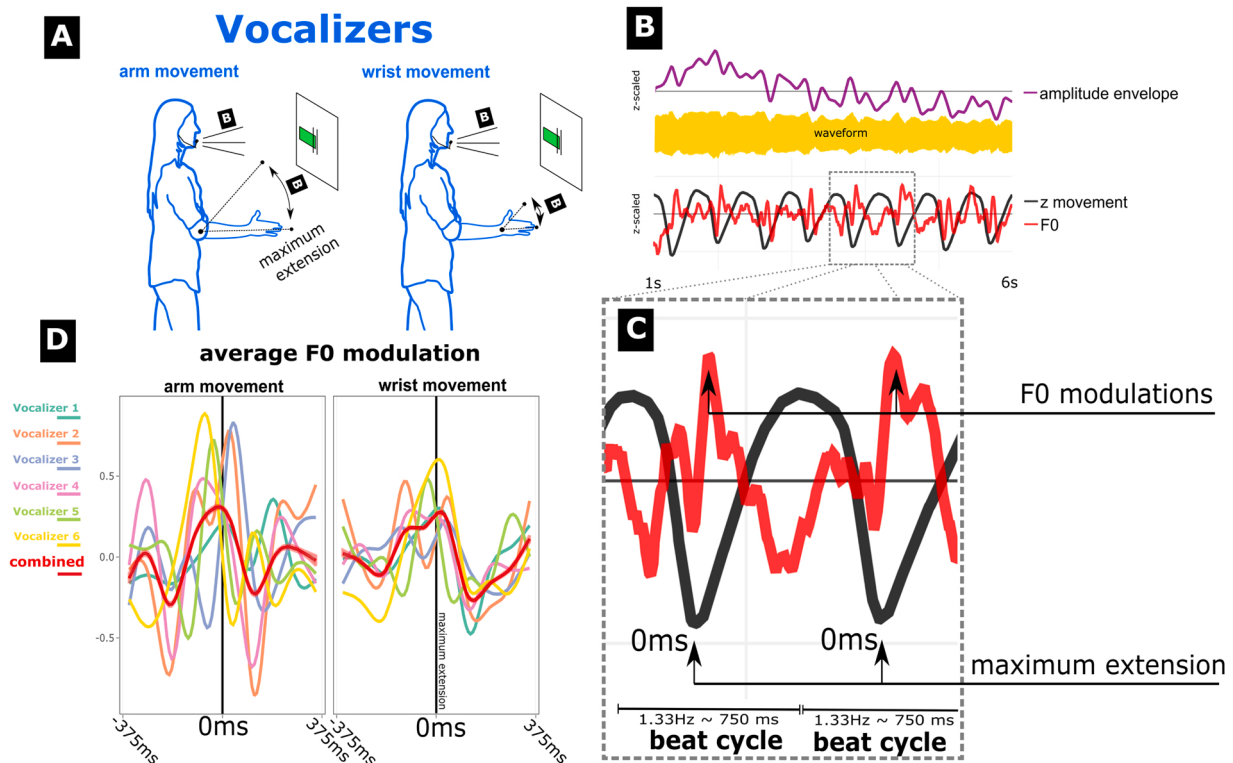 A
Vocalizers
arm movement
wrist movement
B
B
B
B
maximum
extension
B
z-scaled
amplitude envelope
waveform
z-scaled
z movement
F0
1s
6s
C
F0 modulations
0ms
0ms
maximum extension
1.33Hz ~ 750 ms
1.33Hz ~ 750 ms
beat cycle
beat cycle
D
average F0 modulation
arm movement
wrist movement
Vocalizer 1
Vocalizer 2
Vocalizer 3
Vocalizer 4
Vocalizer 5
Vocalizer 6
combined
0.5
0.0
-0.5
maximum extension
-375ms
0ms
375ms
-375ms
0ms
375ms